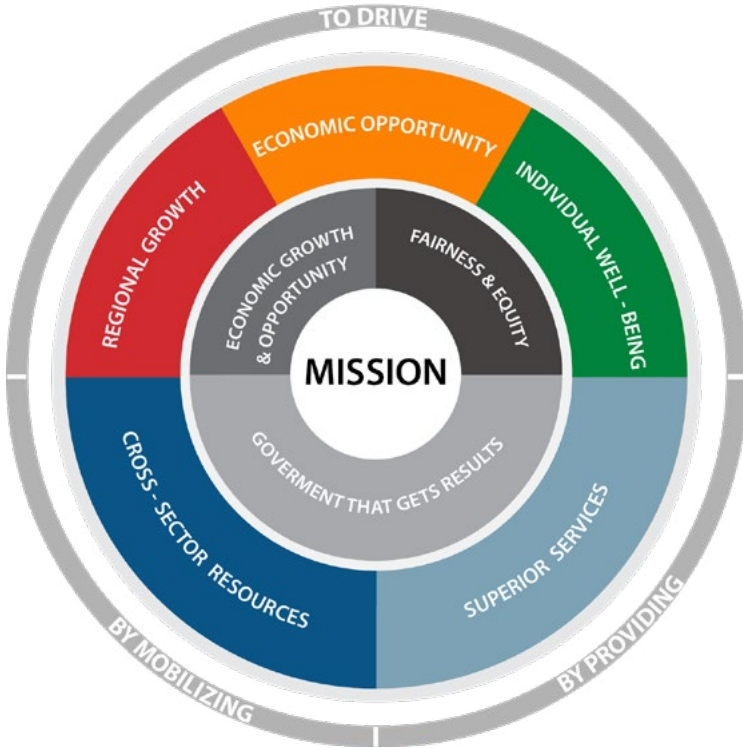 TO DRIVE
ECONOMIC OPPORTUNITY
REGIONAL GROWTH
INDIVIDUAL WELL - BEING
ECONOMIC GROWTH
& OPPORTUNITY
FAIRNESS & EQUITY
MISSION
GOVERMENT THAT GETS RESULTS
CROSS - SECTOR RESOURCES
SUPERIOR SERVICES
BY MOBILIZING
BY PROVIDING